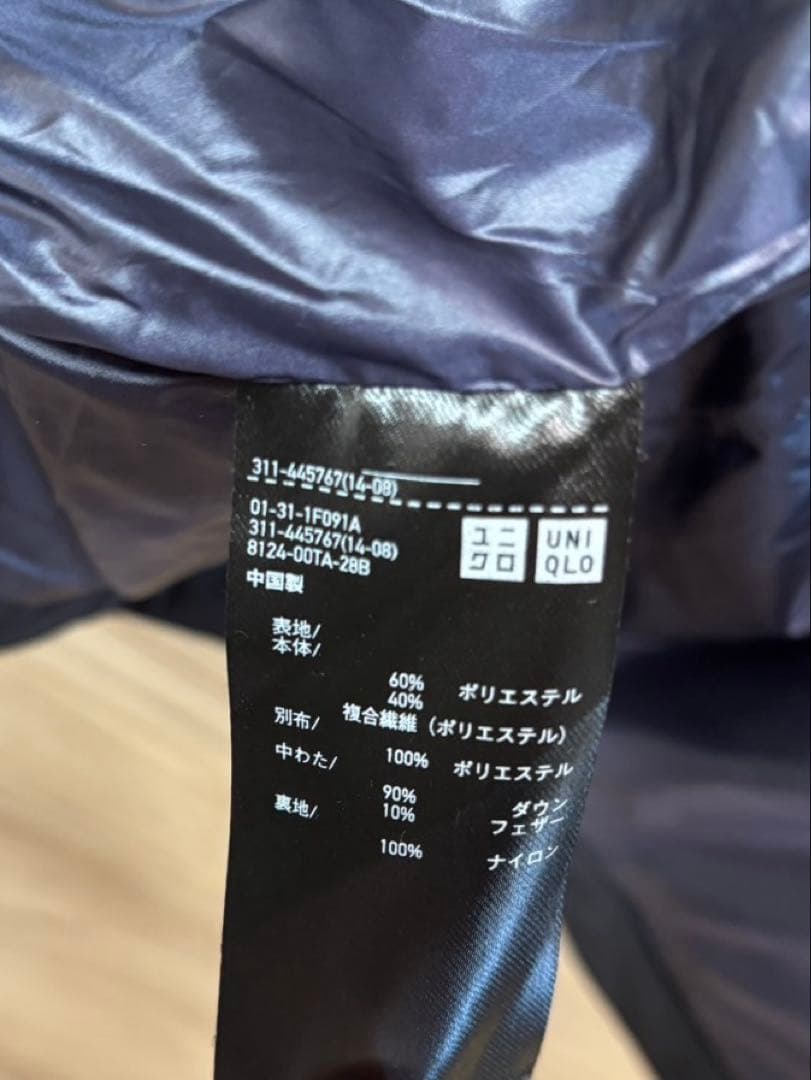 311-445767(14-08)
01-31-1F091A
311-445767(14-08)
8124-00TA-28B
中国製
ユニ
クロ
UNI
QLO
表地/
本体/
60% ポリエステル
40%
複合繊維 (ポリエステル)
別布/
100% ポリエステル
中わた/
90% ダウン
10% フェザー
裏地/
100% ナイロン